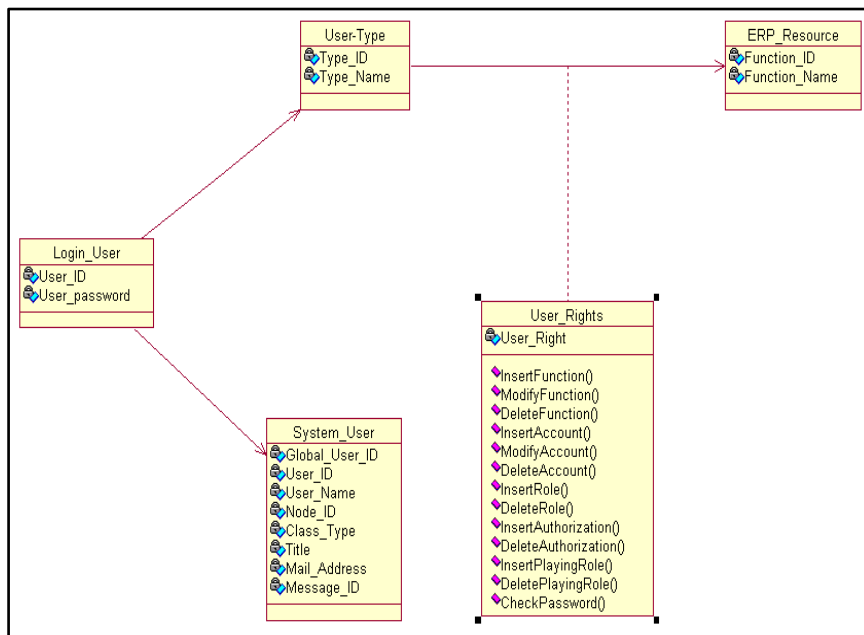 User-Type
Type_ID
Type_Name
ERP_Resource
Function_ID
Function_Name
Login_User
User_ID
User_password
System_User
Global_User_ID
User_ID
User_Name
Node_ID
Class_Type
Title
Mail_Address
Message_ID
User_Rights
User_Right
InsertFunction()
ModifyFunction()
DeleteFunction()
InsertAccount()
ModifyAccount()
DeleteAccount()
InsertRole()
DeleteRole()
InsertAuthorization()
DeleteAuthorization()
InsertPlayingRole()
DeletePlayingRole()
CheckPassword()